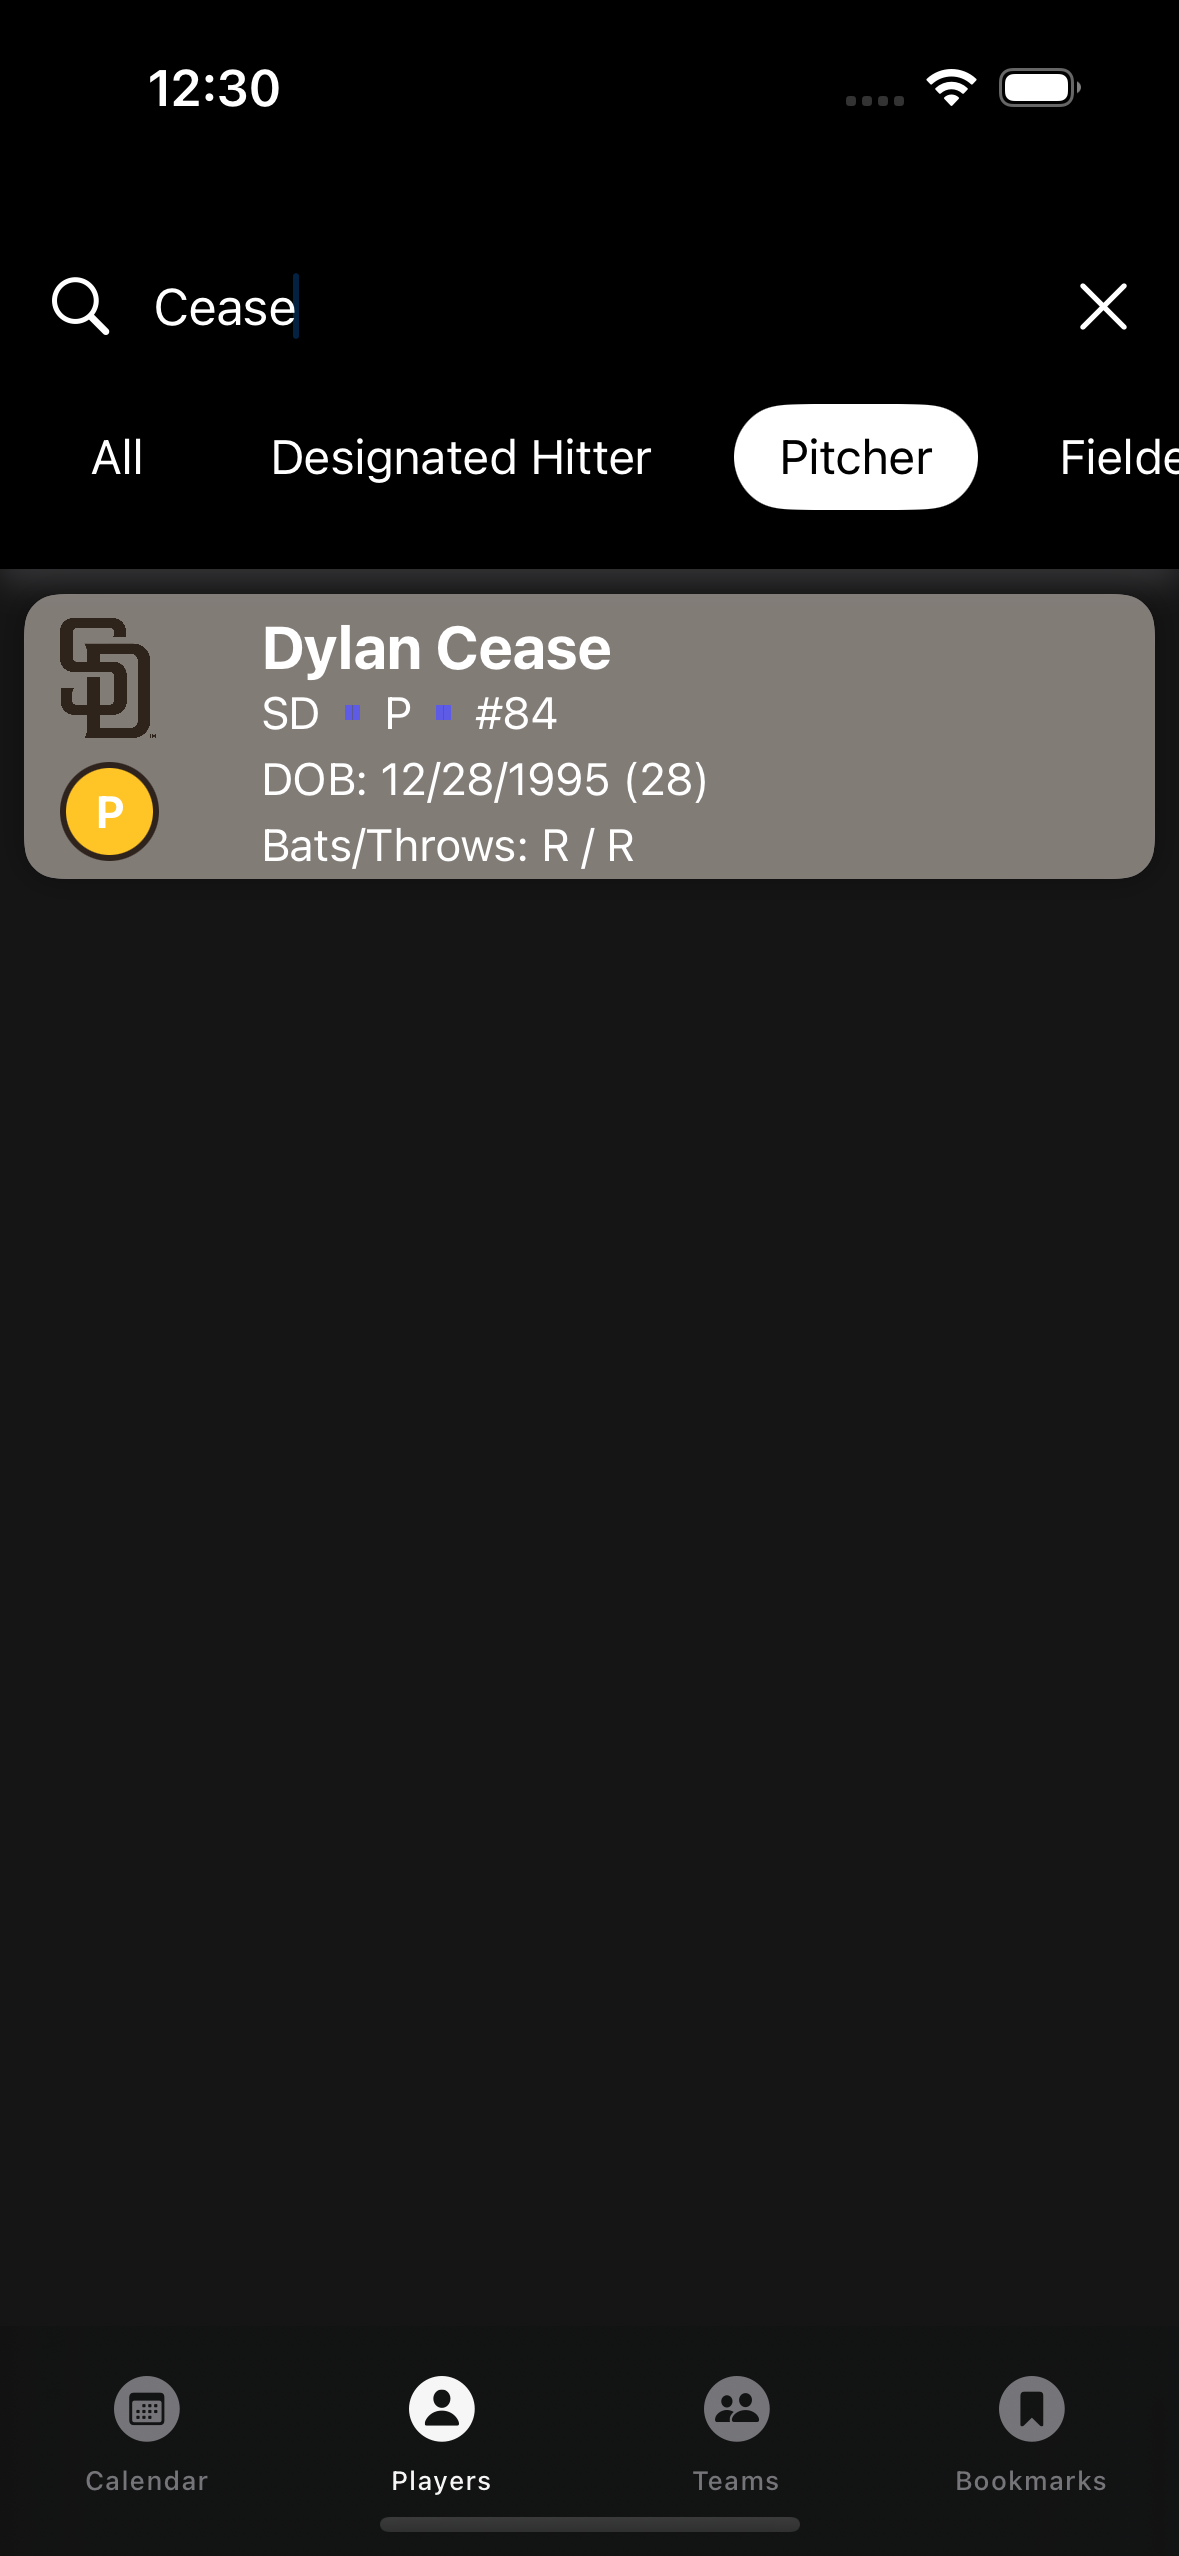 12:30
Cease
All Designated Hitter Pitcher Fielde
SD
Dylan Cease
SD ▪ P ▪ #84
P
DOB: 12/28/1995 (28)
Bats/Throws: R / R
Calendar Players Teams Bookmarks